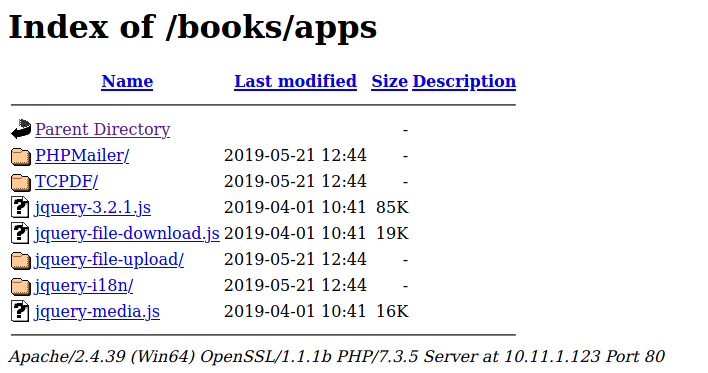 Index of /books/apps
Name Last modified Size Description
Parent Directory -
PHPMailer/ 2019-05-21 12:44 -
TCPDF/ 2019-05-21 12:44 -
jquery-3.2.1.js 2019-04-01 10:41 85K
jquery-file-download.js 2019-04-01 10:41 19K
jquery-file-upload/ 2019-05-21 12:44 -
jquery-i18n/ 2019-05-21 12:44 -
jquery-media.js 2019-04-01 10:41 16K
Apache/2.4.39 (Win64) OpenSSL/1.1.1b PHP/7.3.5 Server at 10.11.1.123 Port 80